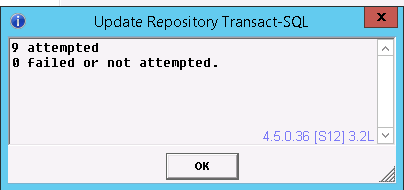 Update Repository Transact-SQL
9 attempted
0 failed or not attempted.
4.5.0.36 [S12] 3.2L
OK